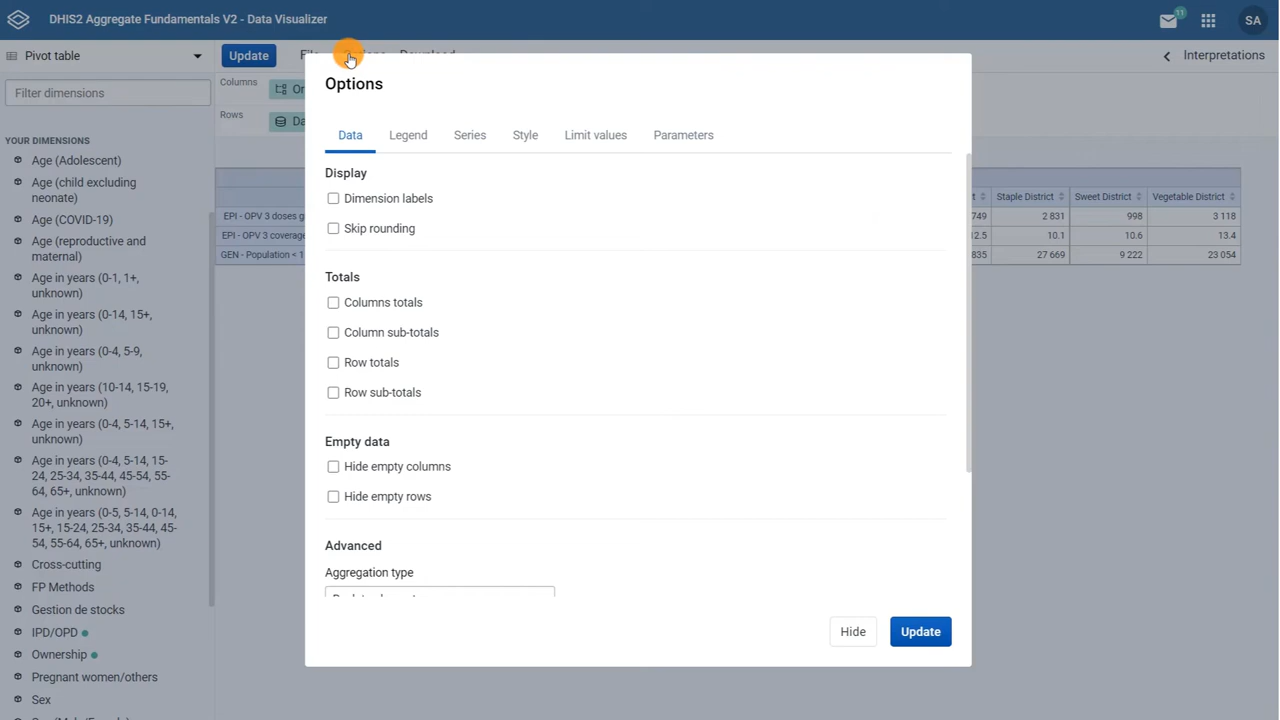 DHIS2 Aggregate Fundamentals V2 - Data Visualizer
11
SA
Pivot table
Update
Interpretations
Filter dimensions
Columns
Rows
YOUR DIMENSIONS
Age (Adolescent)
Age (child excluding
neonate)
Age (COVID-19)
Age (reproductive and
maternal)
Age in years (0-1, 1+,
unknown)
Age in years (0-14, 15+,
unknown)
Age in years (0-4, 5-9,
unknown)
Age in years (10-14, 15-19,
20+, unknown)
Age in years (0-4, 5-14, 15+,
unknown)
Age in years (0-4, 5-14, 15-
24, 25-34, 35-44, 45-54, 55-
64, 65+, unknown)
Age in years (0-5, 5-14, 0-14,
15+, 15-24, 25-34, 35-44, 45-
54, 55-64, 65+, unknown)
Cross-cutting
FP Methods
Gestion de stocks
IPD/OPD
Ownership
Pregnant women/others
Sex
Options
Data Legend Series Style Limit values Parameters
Display
Dimension labels
Skip rounding
Totals
Columns totals
Column sub-totals
Row totals
Row sub-totals
Empty data
Hide empty columns
Hide empty rows
Advanced
Aggregation type
Hide Update
Staple District Sweet District Vegetable District
EPI - OPV 3 doses 749 2 831 998 3 118
EPI - OPV 3 coverage 12.5 10.1 10.6 13.4
GEN - Population < 1 835 27 669 9 222 23 054